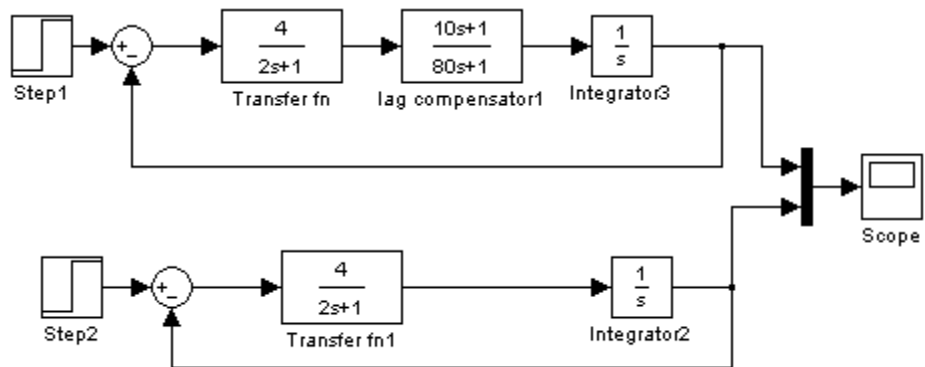 4
2s+1
10s+1
80s+1
1
s
+
−
Step1
Transfer fn
lag compensator1
Integrator3
Scope
4
2s+1
1
s
+
−
Step2
Transfer fn1
Integrator2